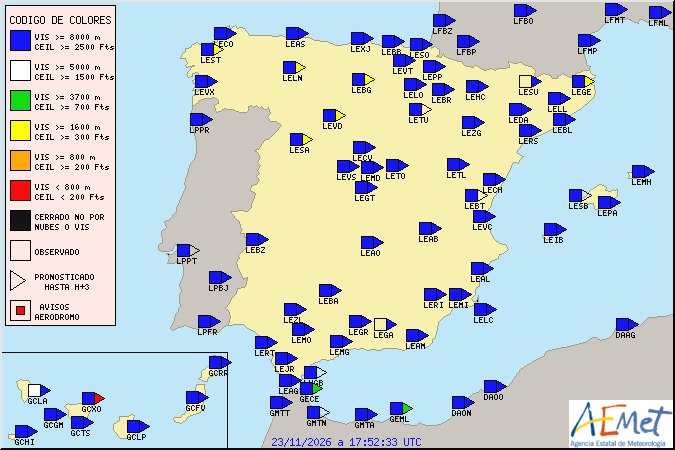 CODIGO DE COLORES
VIS >= 8000 m
CEIL >= 2500 Fts
VIS >= 5000 m
CEIL >= 1500 Fts
VIS >= 3700 m
CEIL >= 700 Fts
VIS >= 1600 m
CEIL >= 300 Fts
VIS >= 800 m
CEIL >= 200 Fts
VIS < 800 m
CEIL < 200 Fts
CERRADO NO POR
NUBES O VIS
OBSERVADO
PRONOSTICADO
HASTA H+3
AVISOS
AERODROMO
LFBO
LFMT
LFML
LFBZ
LECO
LEAS
LEXJ
LEBB
LESO
LFBP
LFMP
LEST
LEVT
LEPP
LELN
LEBG
LEVX
LELO
LEBR
LEHC
LESU
LEGE
LELL
LPPR
LEVD
LETU
LEZG
LEDA
LEBL
LERS
LESA
LECV
LEVS
LEMD
LETO
LETL
LEGT
LECH
LEMH
LEBT
LESB
LEPA
LEVC
LEIB
LEBZ
LEAO
LEAB
LPPT
LPBJ
LEAL
LEBA
LERI
LEMI
LELC
LEZL
LPFR
LEMO
LEGR
LEGA
LEAM
DAAG
LERT
LEMG
LEJR
GCRR
LEAG
LXGB
GECE
DAOO
GCLA
GCXO
GCFV
GMTT
GMTN
GMTA
GEML
DAON
GCGM
GCTS
GCLP
GCHI
23/11/2026 a 17:52:33 UTC
AEMet
Agencia Estatal de Meteorología